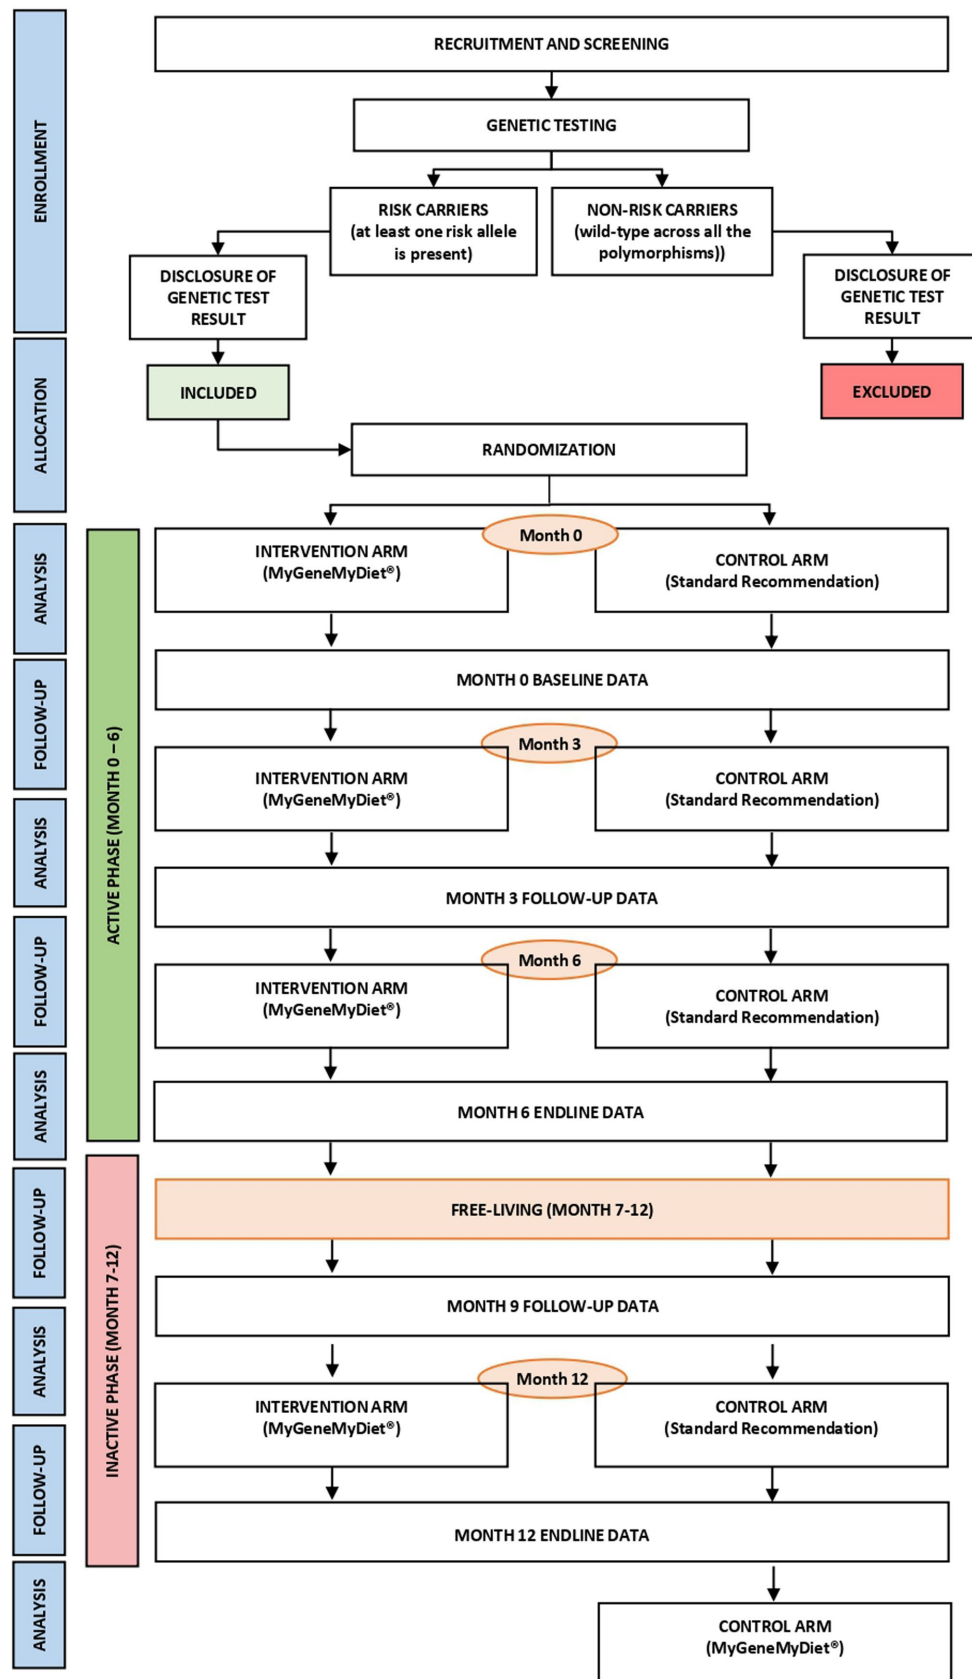 RECRUITMENT AND SCREENING
GENETIC TESTING
ENROLLMENT
RISK CARRIERS
(at least one risk allele
is present)
NON-RISK CARRIERS
(wild-type across all the
polymorphisms))
DISCLOSURE OF
GENETIC TEST
RESULT
DISCLOSURE OF
GENETIC TEST
RESULT
ALLOCATION
INCLUDED
EXCLUDED
RANDOMIZATION
ANALYSIS
Month 0
INTERVENTION ARM
(MyGeneMyDiet®)
CONTROL ARM
(Standard Recommendation)
ACTIVE PHASE (MONTH 0 – 6)
FOLLOW-UP
MONTH 0 BASELINE DATA
Month 3
INTERVENTION ARM
(MyGeneMyDiet®)
CONTROL ARM
(Standard Recommendation)
ANALYSIS
MONTH 3 FOLLOW-UP DATA
FOLLOW-UP
Month 6
INTERVENTION ARM
(MyGeneMyDiet®)
CONTROL ARM
(Standard Recommendation)
ANALYSIS
MONTH 6 ENDLINE DATA
INACTIVE PHASE (MONTH 7-12)
FOLLOW-UP
FREE-LIVING (MONTH 7-12)
MONTH 9 FOLLOW-UP DATA
ANALYSIS
Month 12
INTERVENTION ARM
(MyGeneMyDiet®)
CONTROL ARM
(Standard Recommendation)
FOLLOW-UP
MONTH 12 ENDLINE DATA
ANALYSIS
CONTROL ARM
(MyGeneMyDiet®)